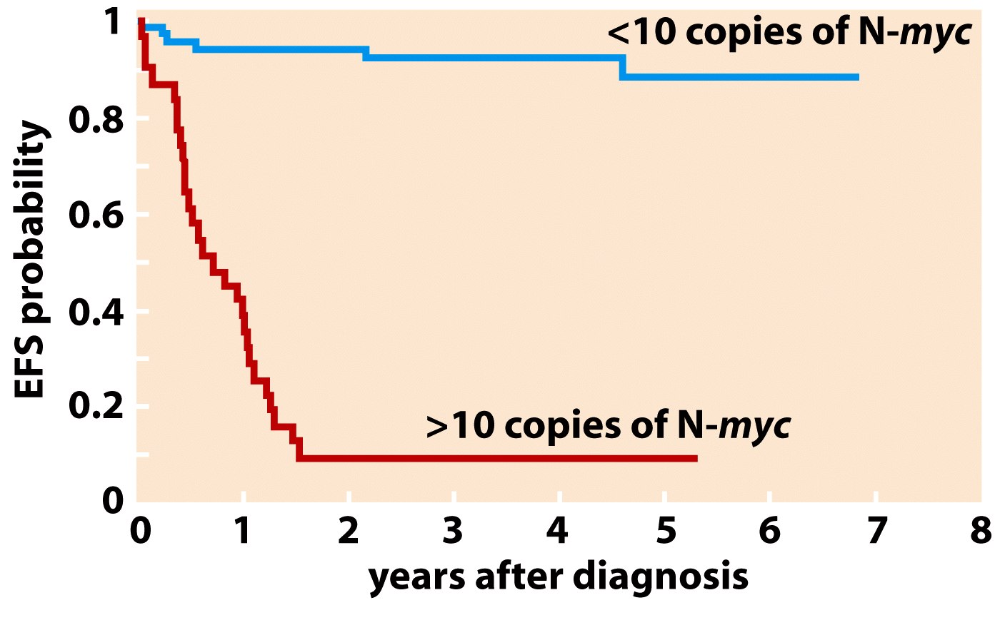 1
<10 copies of N-myc
0.8
0.6
0.4
0.2
0
EFS probability
>10 copies of N-myc
0 1 2 3 4 5 6 7 8
years after diagnosis